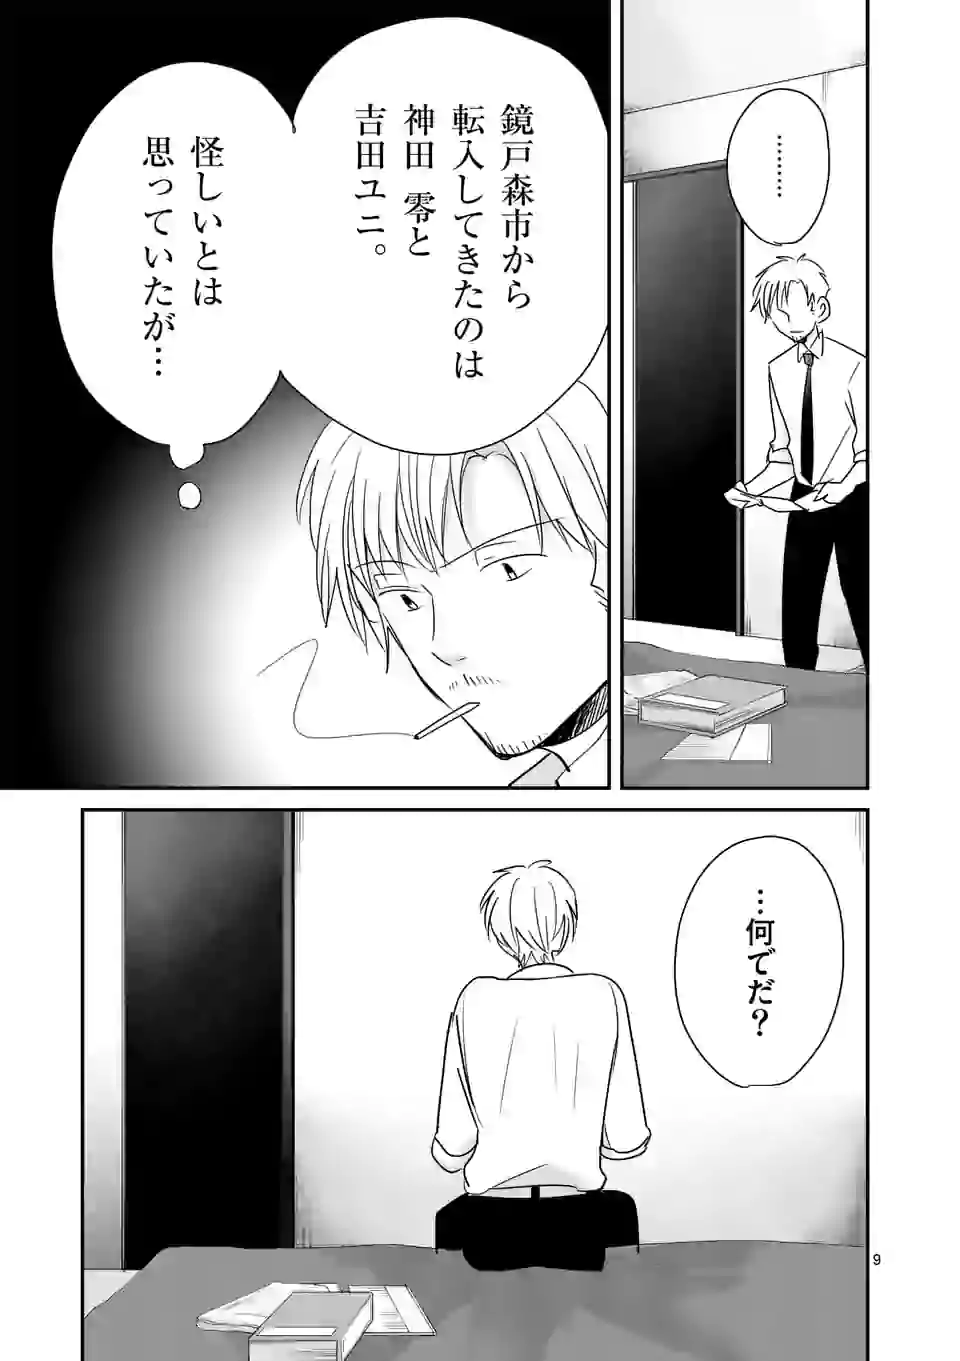 ………
鏡戸森市から
転入してきたのは
神田 零と
吉田ユニ。
怪しいとは
思っていたが…
…何でだ?
9